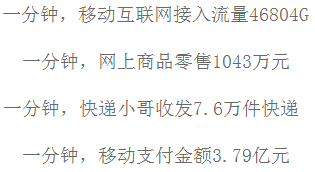 一分钟，移动互联网接入流量46804G
一分钟，网上商品零售1043万元
一分钟，快递小哥收发7.6万件快递
一分钟，移动支付金额3.79亿元